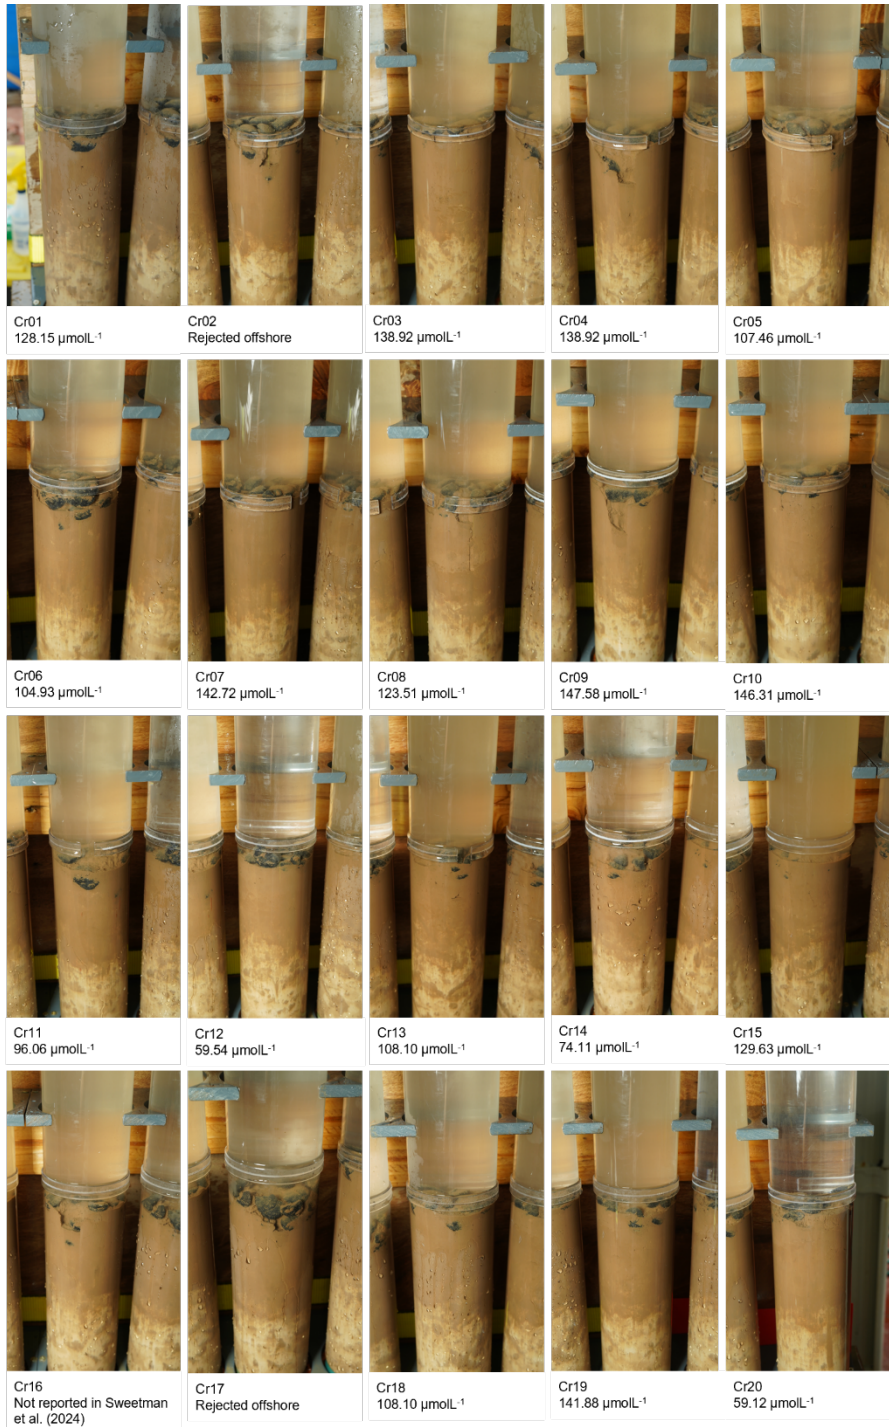 Cr01
128.15 µmolL⁻¹
Cr02
Rejected offshore
Cr03
138.92 µmolL⁻¹
Cr04
138.92 µmolL⁻¹
Cr05
107.46 µmolL⁻¹
Cr06
104.93 µmolL⁻¹
Cr07
142.72 µmolL⁻¹
Cr08
123.51 µmolL⁻¹
Cr09
147.58 µmolL⁻¹
Cr10
146.31 µmolL⁻¹
Cr11
96.06 µmolL⁻¹
Cr12
59.54 µmolL⁻¹
Cr13
108.10 µmolL⁻¹
Cr14
74.11 µmolL⁻¹
Cr15
129.63 µmolL⁻¹
Cr16
Not reported in Sweetman
et al. (2024)
Cr17
Rejected offshore
Cr18
108.10 µmolL⁻¹
Cr19
141.88 µmolL⁻¹
Cr20
59.12 µmolL⁻¹